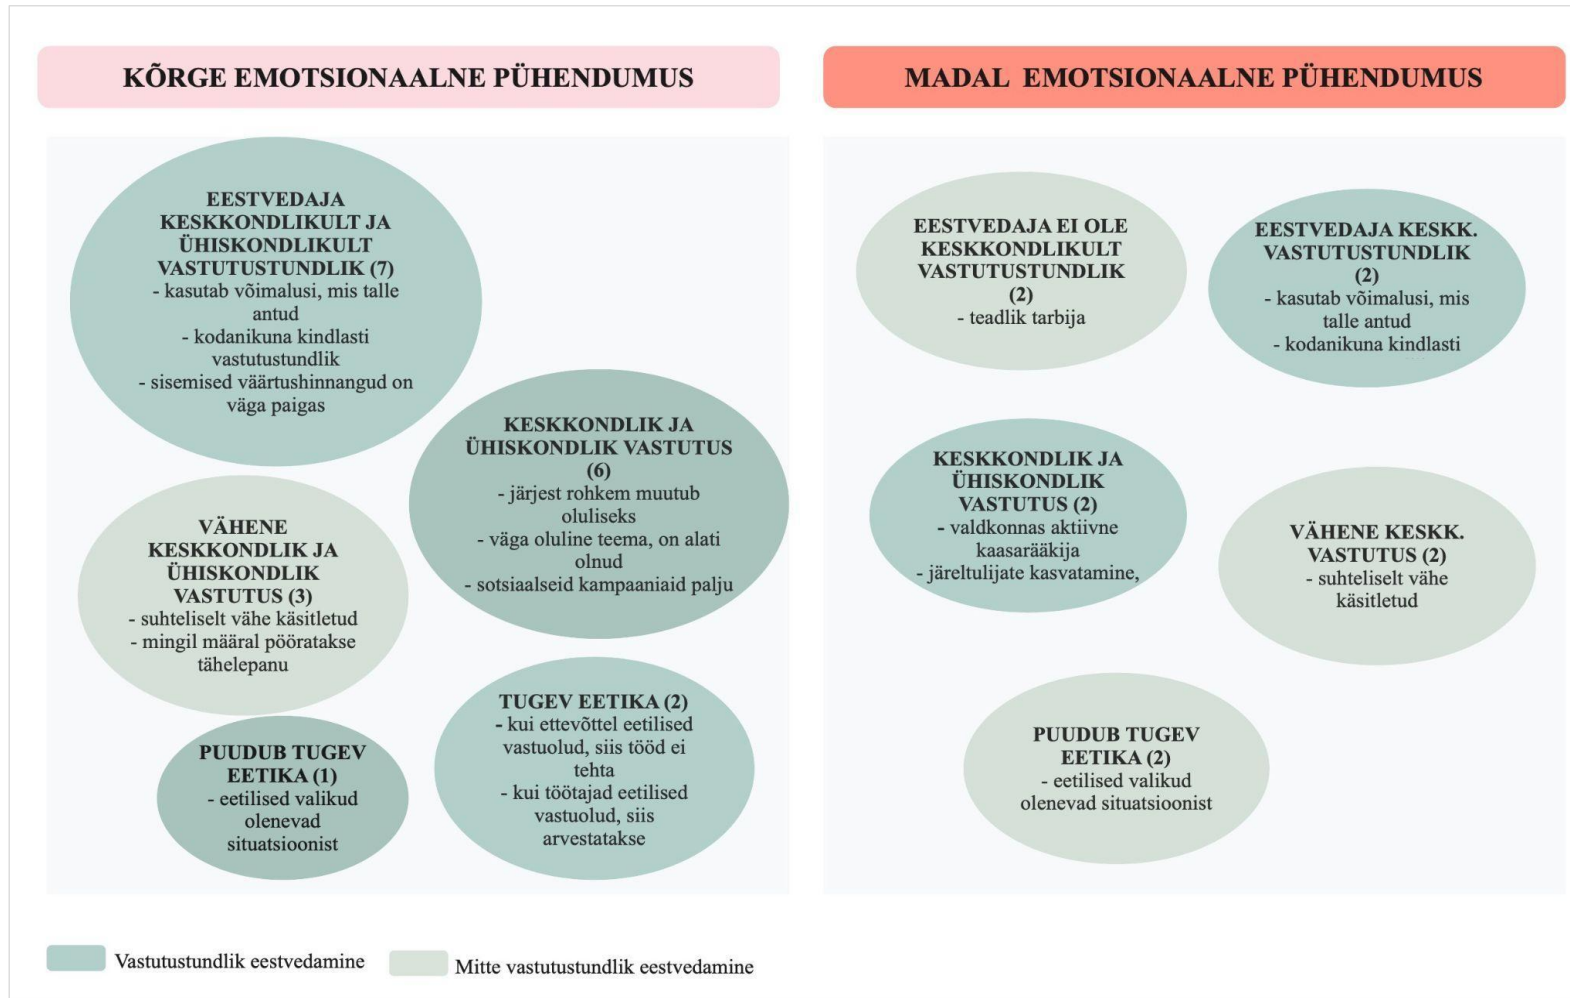 KÕRGE EMOTSIONAALNE PÜHENDUMUS
EESTVEDAJA
KESKKONDLIKULT JA
ÜHISKONDLIKULT
VASTUTUSTUNDLIK (7)
- kasutab võimalusi, mis talle
antud
- kodanikuna kindlasti
vastutustundlik
- sisemised väärtushinnangud on
väga paigas
KESKKONDLIK JA
ÜHISKONDLIK VASTUTUS
(6)
- järjest rohkem muutub
oluliseks
- väga oluline teema, on alati
olnud
- sotsiaalseid kampaaniaid palju
VÄHENE
KESKKONDLIK JA
ÜHISKONDLIK
VASTUTUS (3)
- suhteliselt vähe käsitletud
- mingil määral pööratakse
tähelepanu
TUGEV EETIKA (2)
- kui ettevõttel eetilised
vastuolud, siis tööd ei
tehta
- kui töötajad eetilised
vastuolud, siis
arvestatakse
PUUDUB TUGEV
EETIKA (1)
- eetilised valikud
olenevad
situatsioonist
MADAL EMOTSIONAALNE PÜHENDUMUS
EESTVEDAJA EI OLE
KESKKONDLIKULT
VASTUTUSTUNDLIK
(2)
- teadlik tarbija
EESTVEDAJA KESKK.
VASTUTUSTUNDLIK
(2)
- kasutab võimalusi, mis
talle antud
- kodanikuna kindlasti
KESKKONDLIK JA
ÜHISKONDLIK
VASTUTUS (2)
- valdkonnas aktiivne
kaasarääkija
- järeltulijate kasvatamine,
VÄHENE KESKK.
VASTUTUS (2)
- suhteliselt vähe
käsitletud
PUUDUB TUGEV
EETIKA (2)
- eetilised valikud
olenevad situatsioonist
Vastutustundlik eestvedamine
Mitte vastutustundlik eestvedamine